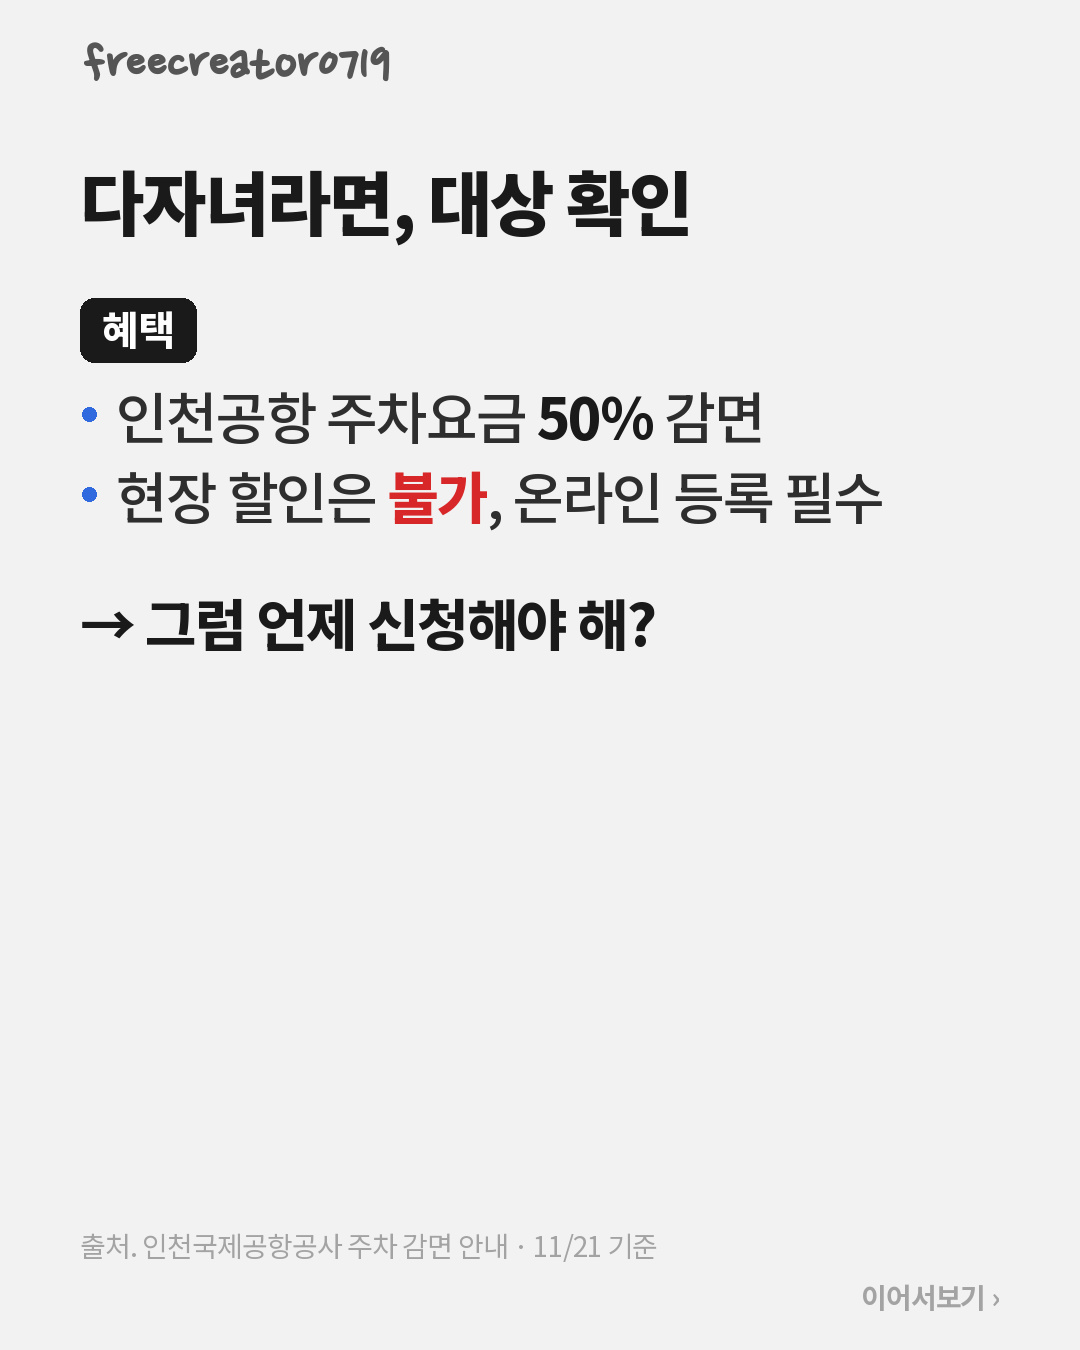 freecreator0719
다자녀라면, 대상 확인
혜택
• 인천공항 주차요금 50% 감면
• 현장 할인은 불가, 온라인 등록 필수
→ 그럼 언제 신청해야 해?
출처. 인천국제공항공사 주차 감면 안내 · 11/21 기준
이어서보기 ›